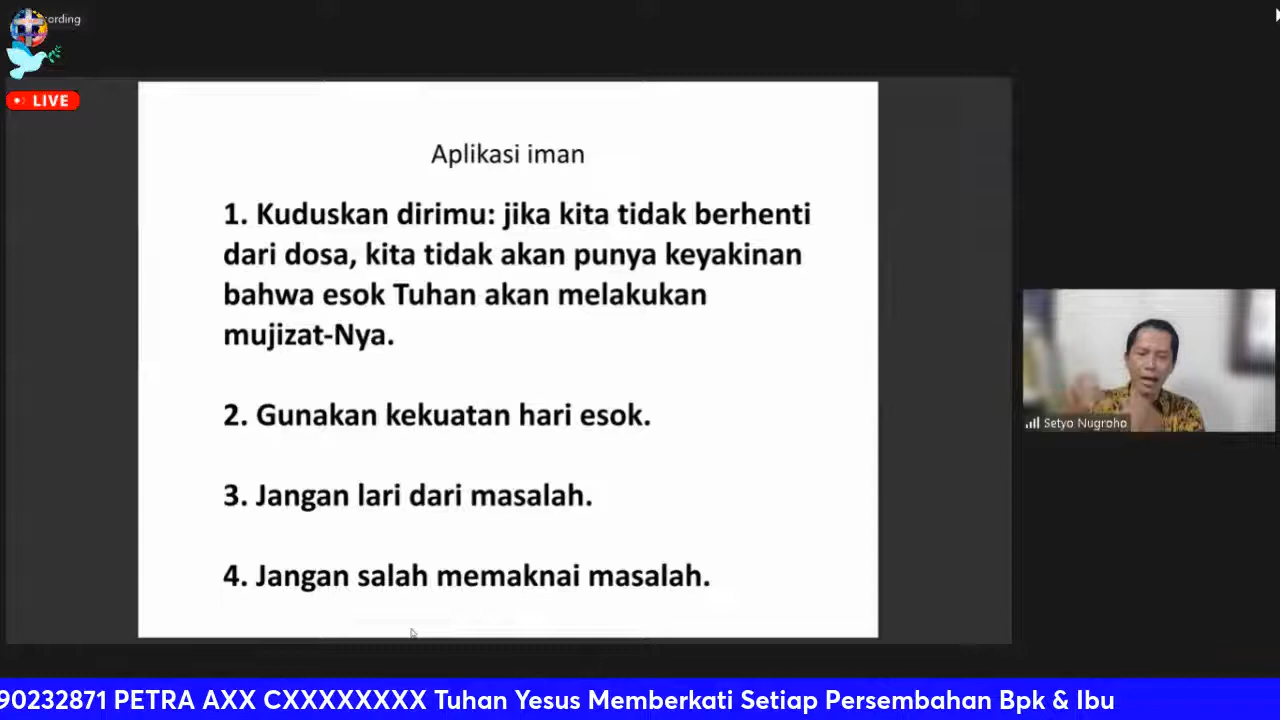 cording
LIVE
Aplikasi iman
1. Kuduskan dirimu: jika kita tidak berhenti
dari dosa, kita tidak akan punya keyakinan
bahwa esok Tuhan akan melakukan
mujizat-Nya.
2. Gunakan kekuatan hari esok.
3. Jangan lari dari masalah.
4. Jangan salah memaknai masalah.
Setyo Nugroho
90232871 PETRA AXX CXXXXXXXX Tuhan Yesus Memberkati Setiap Persembahan Bpk & Ibu